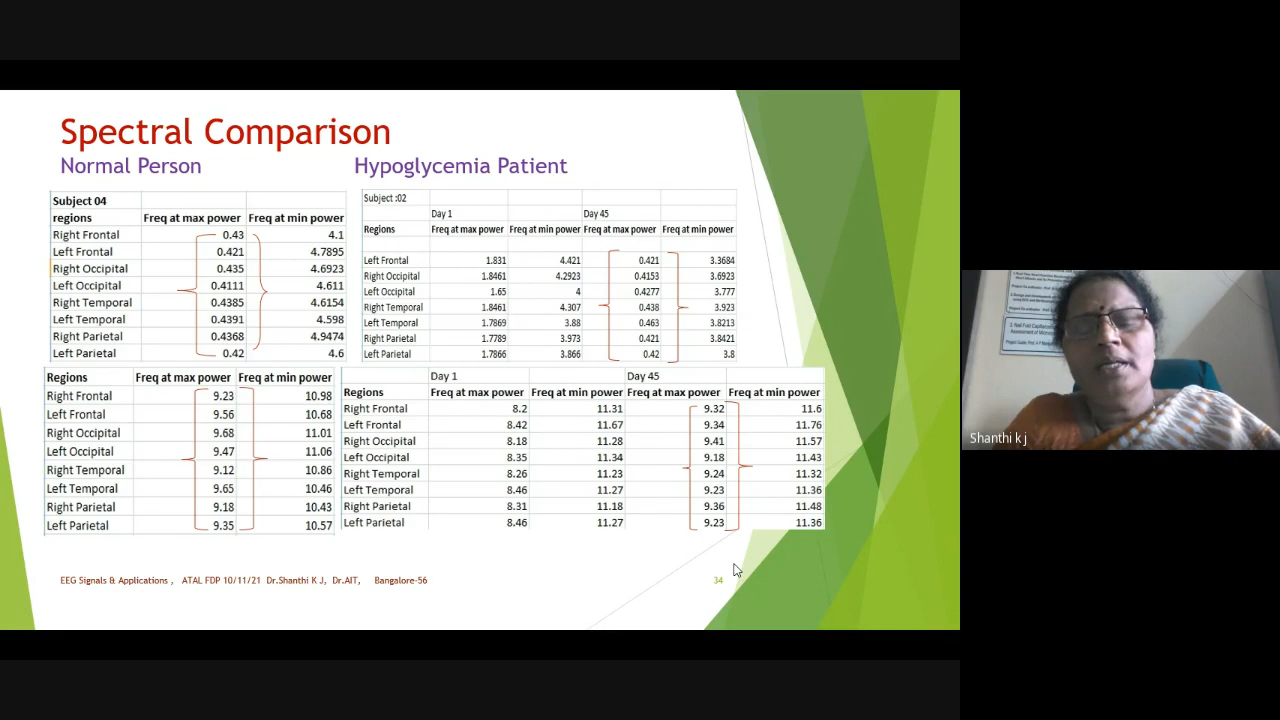 Spectral Comparison
Normal Person
Hypoglycemia Patient
Subject 04
regions Freq at max power Freq at min power
Right Frontal 0.43 4.1
Left Frontal 0.421 4.7895
Right Occipital 0.435 4.6923
Left Occipital 0.4111 4.611
Right Temporal 0.4385 4.6154
Left Temporal 0.4391 4.598
Right Parietal 0.4368 4.9474
Left Parietal 0.42 4.6
Subject :02
Day 1 Day 45
Regions Freq at max power Freq at min power Freq at max power Freq at min power
Left Frontal 1.831 4.421 0.421 3.3684
Right Occipital 1.8461 4.2923 0.4153 3.6923
Left Occipital 1.65 4 0.4277 3.777
Right Temporal 1.8461 4.307 0.438 3.923
Left Temporal 1.7869 3.88 0.463 3.8213
Right Parietal 1.7789 3.973 0.421 3.8421
Left Parietal 1.7866 3.866 0.42 3.8
Regions Freq at max power Freq at min power
Right Frontal 9.23 10.98
Left Frontal 9.56 10.68
Right Occipital 9.68 11.01
Left Occipital 9.47 11.06
Right Temporal 9.12 10.86
Left Temporal 9.65 10.46
Right Parietal 9.18 10.43
Left Parietal 9.35 10.57
Day 1 Day 45
Regions Freq at max power Freq at min power Freq at max power Freq at min power
Right Frontal 8.2 11.31 9.32 11.6
Left Frontal 8.42 11.67 9.34 11.76
Right Occipital 8.18 11.28 9.41 11.57
Left Occipital 8.35 11.34 9.18 11.43
Right Temporal 8.26 11.23 9.24 11.32
Left Temporal 8.46 11.27 9.23 11.36
Right Parietal 8.31 11.18 9.36 11.48
Left Parietal 8.46 11.27 9.23 11.36
EEG Signals & Applications , ATAL FDP 10/11/21 Dr.Shanthi K J, Dr.AIT, Bangalore-56
34
Shanthi k j